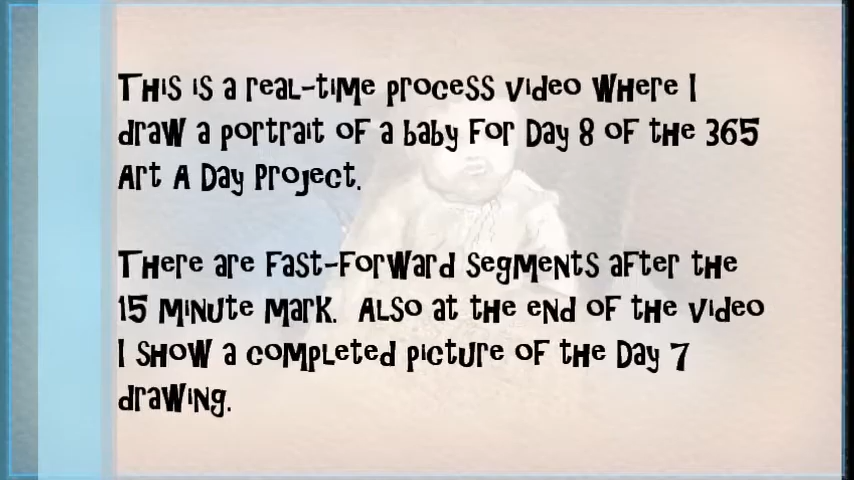 This is a real-time process video where I
draw a portrait of a baby for Day 8 of the 365
Art A Day Project.
There are fast-forward segments after the
15 minute mark. Also at the end of the video
I show a completed picture of the Day 7
drawing.